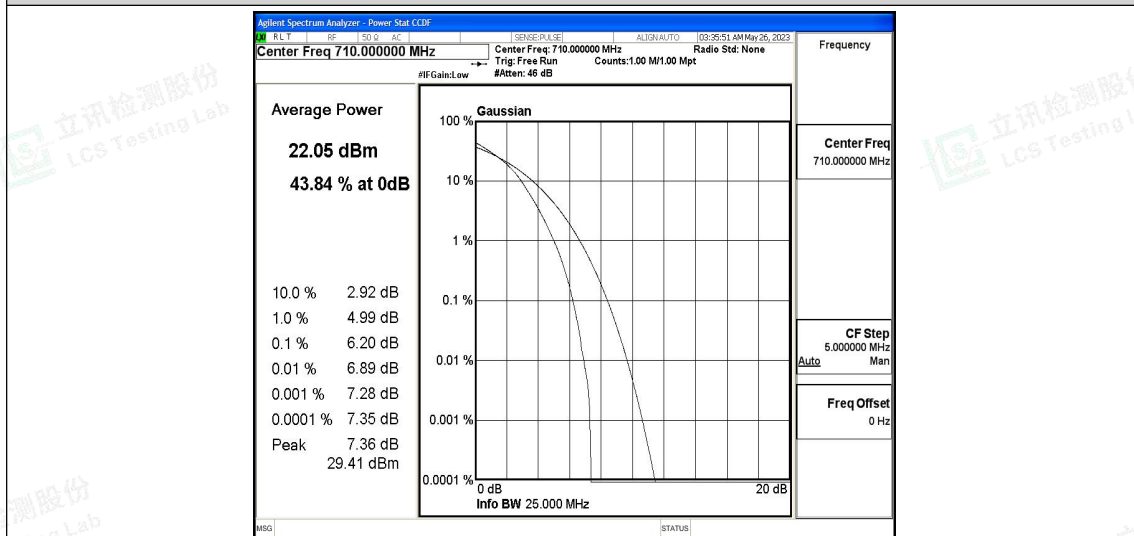 Agilent Spectrum Analyzer - Power Stat CCDF
LXI RLT RF 50 Ω AC SENSE:PULSE ALIGN AUTO 03:35:51 AM May 26, 2023
Center Freq 710.000000 MHz
Center Freq: 710.000000 MHz Radio Std: None
Trig: Free Run Counts:1.00 M/1.00 Mpt
#IFGain:Low #Atten: 46 dB
Frequency
Average Power
22.05 dBm
43.84 % at 0dB
10.0 % 2.92 dB
1.0 % 4.99 dB
0.1 % 6.20 dB
0.01 % 6.89 dB
0.001 % 7.28 dB
0.0001 % 7.35 dB
Peak 7.36 dB
29.41 dBm
Gaussian
100 %
10 %
1 %
0.1 %
0.01 %
0.001 %
0.0001 %
0 dB 20 dB
Info BW 25.000 MHz
Center Freq
710.000000 MHz
CF Step
5.000000 MHz
Auto Man
Freq Offset
0 Hz
MSG STATUS
立讯检测股份
LCS Testing Lab
立讯检测股份
LCS Testing L
测股份
ng Lab